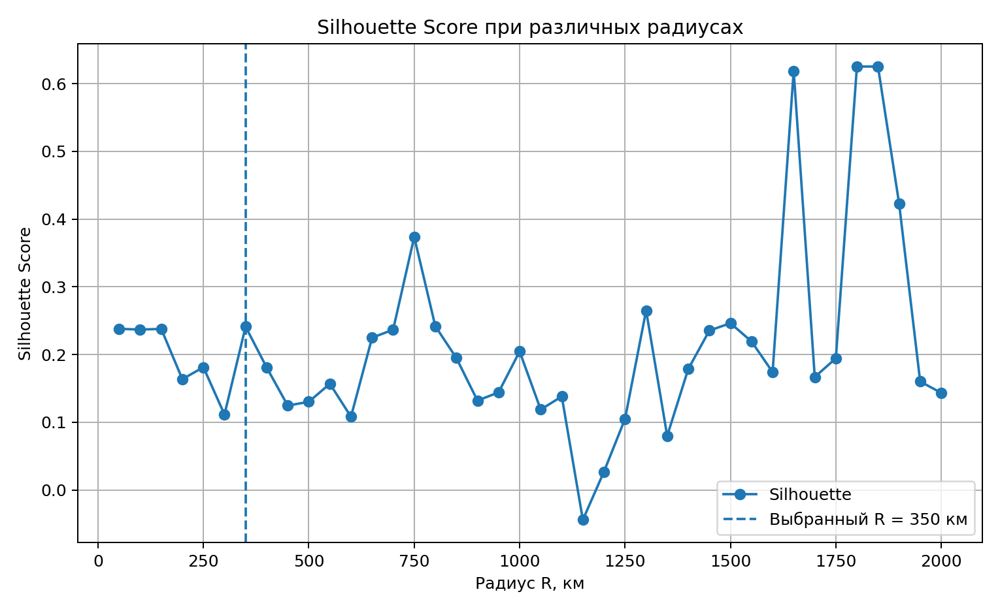 Silhouette Score при различных радиусах
Silhouette Score
0.6
0.5
0.4
0.3
0.2
0.1
0.0
0 250 500 750 1000 1250 1500 1750 2000
Радиус R, км
Silhouette
Выбранный R = 350 км